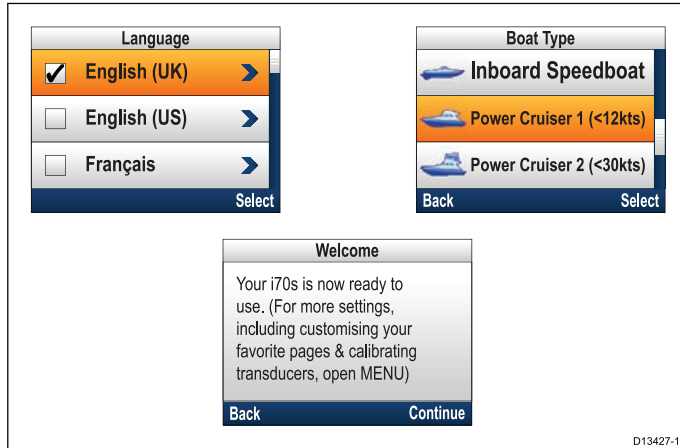 Language
English (UK)
English (US)
Français
Select
Boat Type
Inboard Speedboat
Power Cruiser 1 (<12kts)
Power Cruiser 2 (<30kts)
Back Select
Welcome
Your i70s is now ready to
use. (For more settings,
including customising your
favorite pages & calibrating
transducers, open MENU)
Back Continue
D13427-1